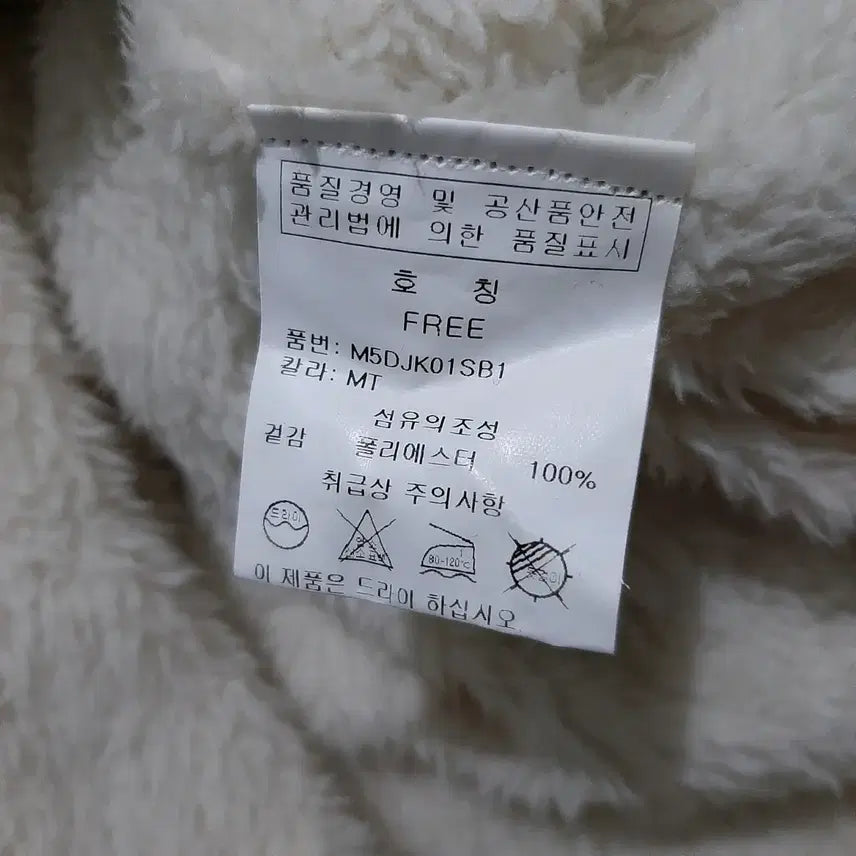 품질경영 및 공산품안전
관리법에 의한 품질표시
호 칭
FREE
품번: M5DJK01SB1
칼라: MT
섬유의조성
겉감 폴리에스터 100%
취급상 주의사항
드라이
80-120℃
이 제품은 드라이 하십시오.